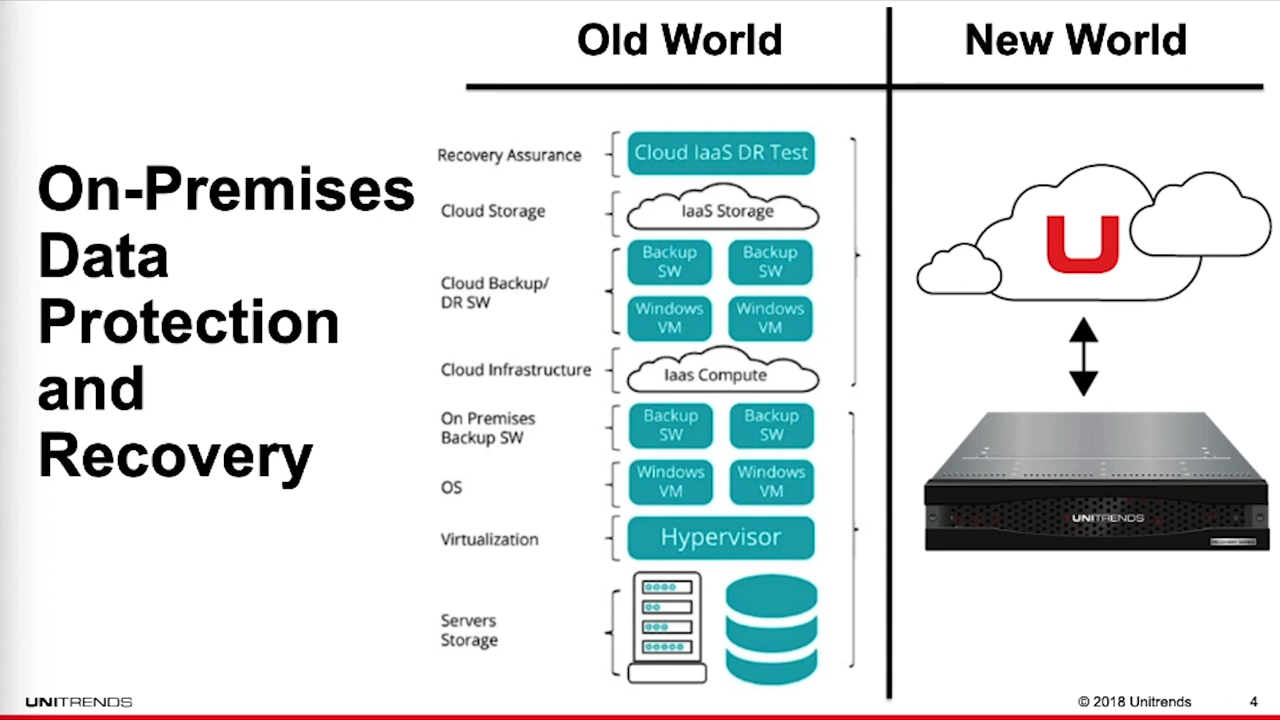 Old World
New World
On-Premises
Data
Protection
and
Recovery
Recovery Assurance
Cloud IaaS DR Test
Cloud Storage
IaaS Storage
Cloud Backup/
DR SW
Backup
SW
Backup
SW
Windows
VM
Windows
VM
Cloud Infrastructure
Iaas Compute
On Premises
Backup SW
Backup
SW
Backup
SW
OS
Windows
VM
Windows
VM
Virtualization
Hypervisor
Servers
Storage
U
UNITRENDS
UNITRENDS
© 2018 Unitrends
4